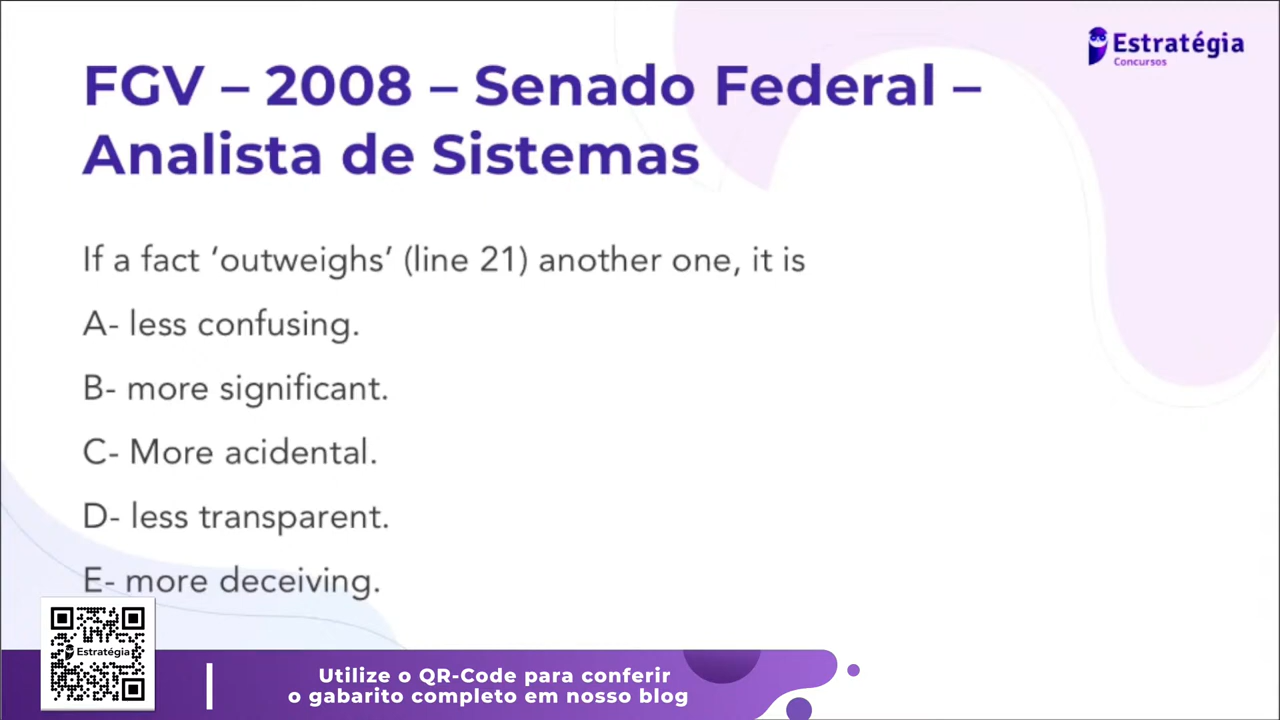 Estratégia
Concursos
FGV – 2008 – Senado Federal –
Analista de Sistemas
If a fact ‘outweighs’ (line 21) another one, it is
A- less confusing.
B- more significant.
C- More acidental.
D- less transparent.
E- more deceiving.
Estratégia
Utilize o QR-Code para conferir
o gabarito completo em nosso blog